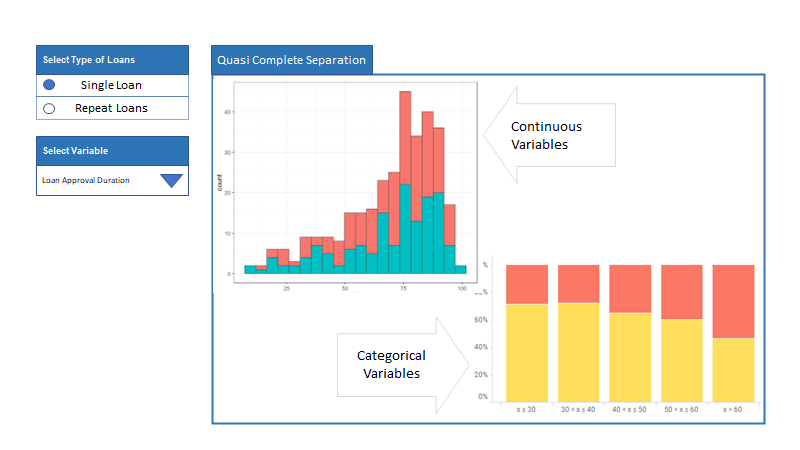 Select Type of Loans
Single Loan
Repeat Loans
Select Variable
Loan Approval Duration
Quasi Complete Separation
count
40
30
20
10
0
25 50 75 100
Continuous
Variables
Categorical
Variables
%
%
60%
40%
20%
0%
x ≤ 30 30 < x ≤ 40 40 < x ≤ 50 50 < x ≤ 60 x > 60